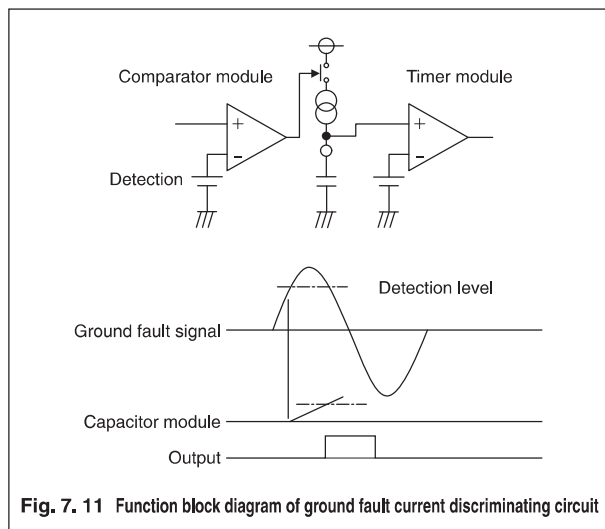 Comparator module
Timer module
+
−
+
−
Detection
Detection level
Ground fault signal
Capacitor module
Output
Fig. 7. 11 Function block diagram of ground fault current discriminating circuit